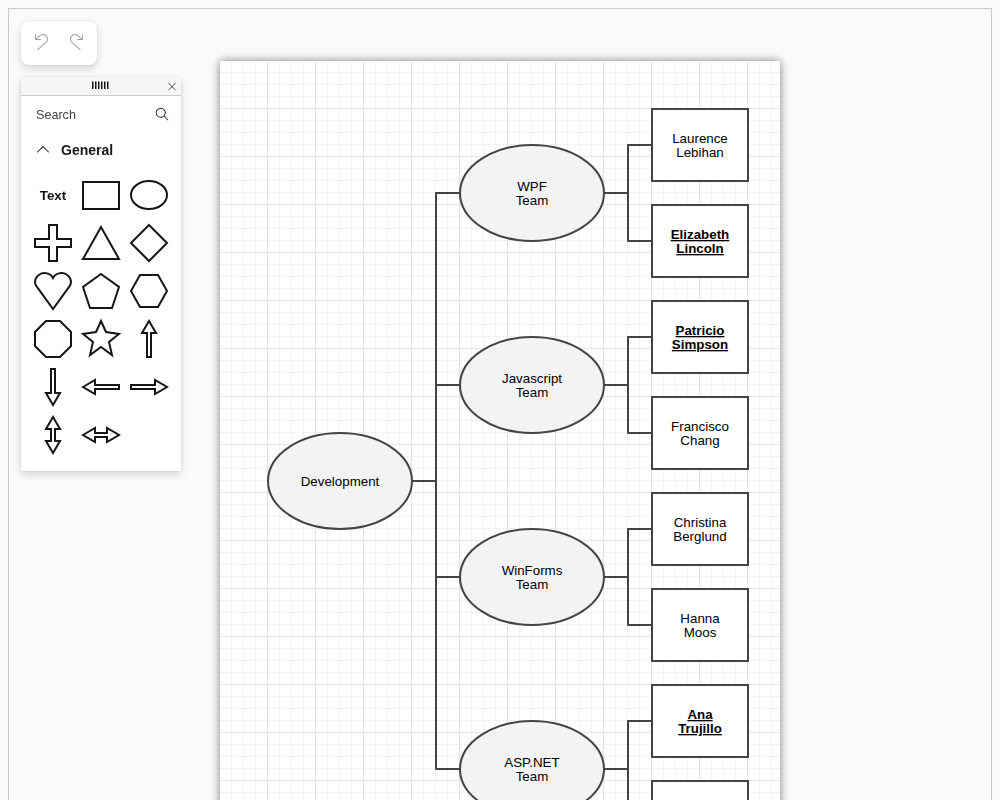 Search
General
Text
Laurence
Lebihan
WPF
Team
Elizabeth
Lincoln
Patricio
Simpson
Javascript
Team
Francisco
Chang
Development
Christina
Berglund
WinForms
Team
Hanna
Moos
Ana
Trujillo
ASP.NET
Team